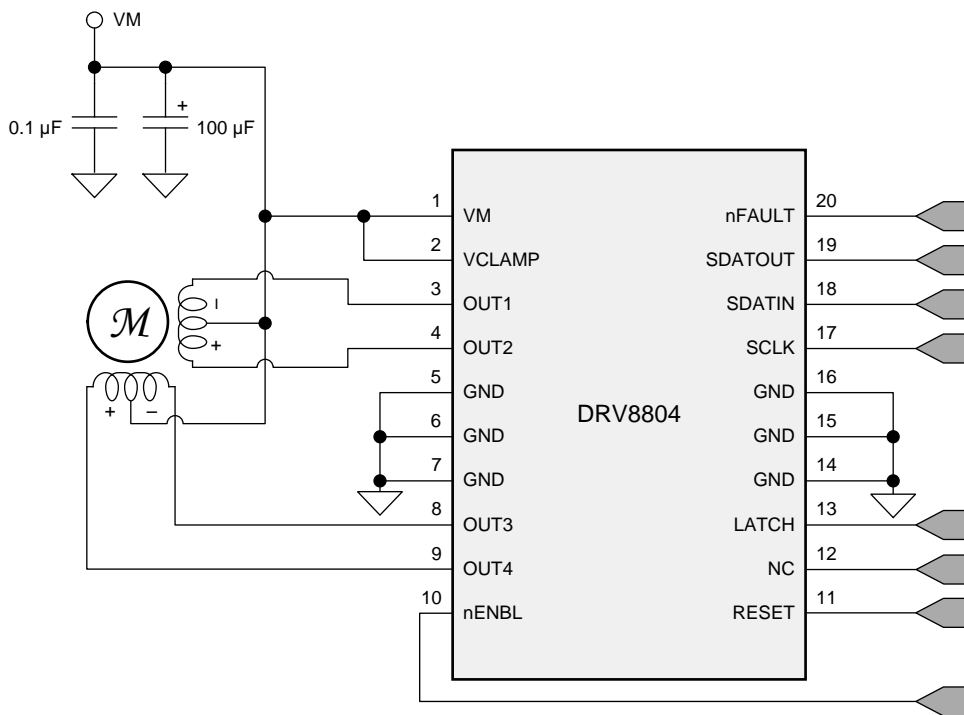 VM
0.1 µF
+
100 µF
M
–
+
+ –
DRV8804
1 VM
2 VCLAMP
3 OUT1
4 OUT2
5 GND
6 GND
7 GND
8 OUT3
9 OUT4
10 nENBL
nFAULT 20
SDATOUT 19
SDATIN 18
SCLK 17
GND 16
GND 15
GND 14
LATCH 13
NC 12
RESET 11